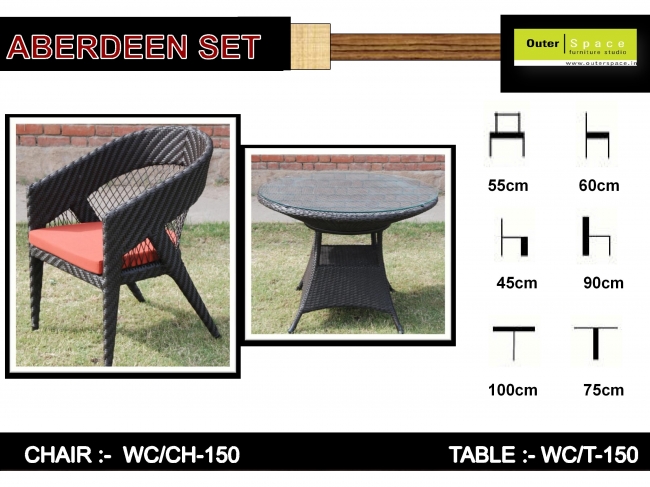 ABERDEEN SET
Outer Space
furniture studio
www.outerspace.in
55cm
60cm
45cm
90cm
100cm
75cm
CHAIR :- WC/CH-150
TABLE :- WC/T-150